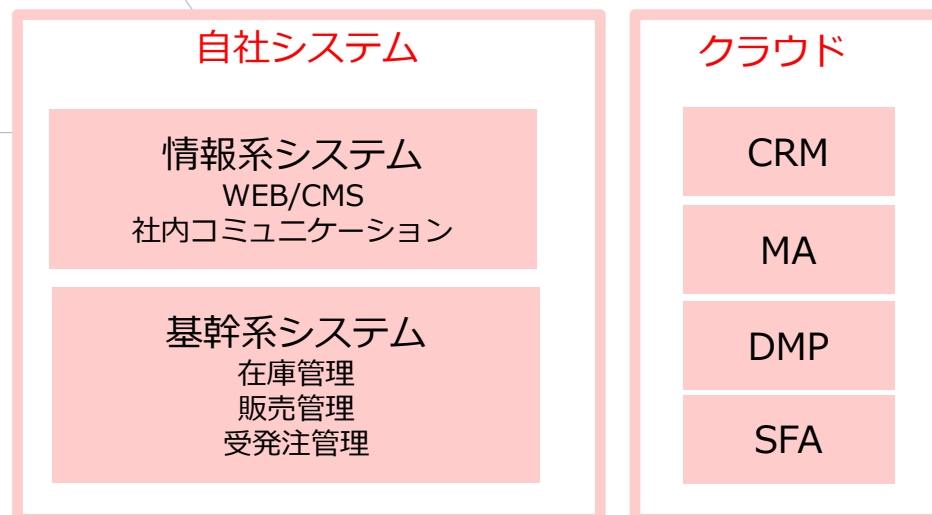 自社システム
情報系システム
WEB/CMS
社内コミュニケーション
基幹系システム
在庫管理
販売管理
受発注管理
クラウド
CRM
MA
DMP
SFA